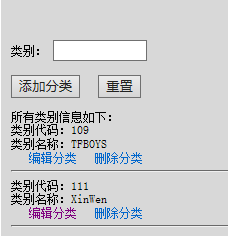 类别：
添加分类 重置
所有类别信息如下：
类别代码：109
类别名称：TFBOYS
编辑分类 删除分类
类别代码：111
类别名称：XinWen
编辑分类 删除分类